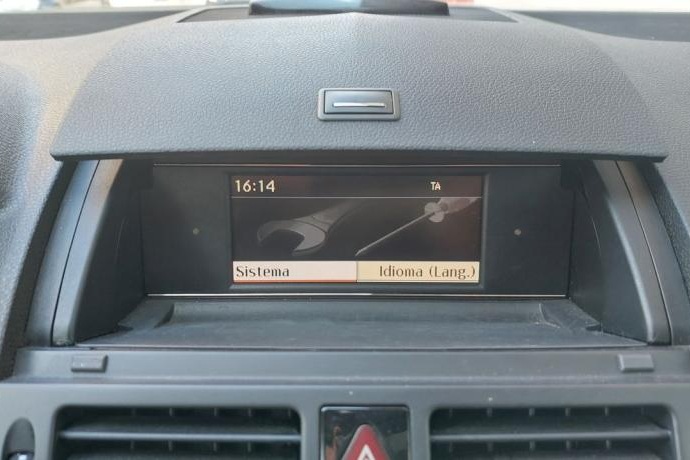 16:14 TA
Sistema Idioma (Lang.)